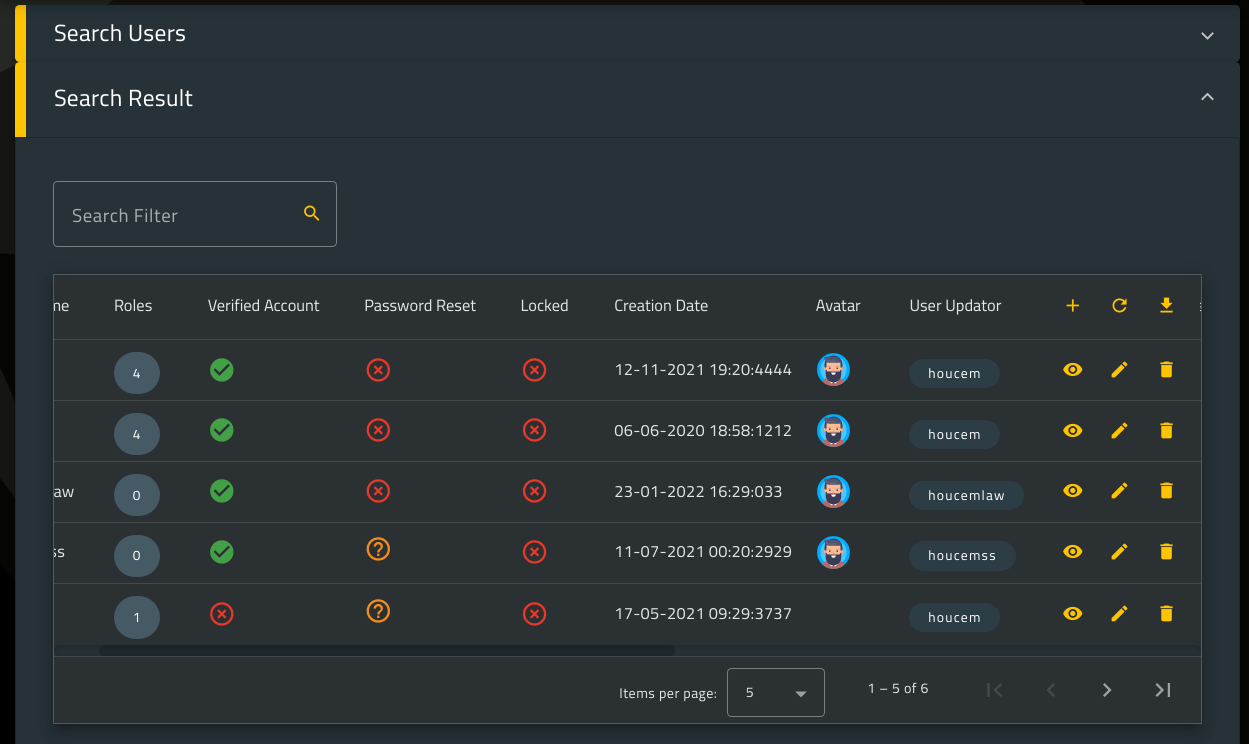 Search Users
Search Result
Search Filter
me Roles Verified Account Password Reset Locked Creation Date Avatar User Updator
4 12-11-2021 19:20:4444 houcem
4 06-06-2020 18:58:1212 houcem
aw 0 23-01-2022 16:29:033 houcemlaw
ss 0 11-07-2021 00:20:2929 houcemss
1 17-05-2021 09:29:3737 houcem
Items per page: 5 1 – 5 of 6